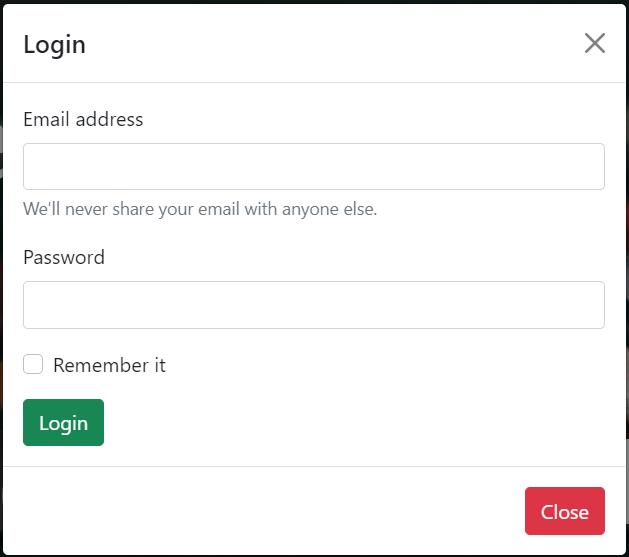 Login
Email address
We'll never share your email with anyone else.
Password
Remember it
Login
Close